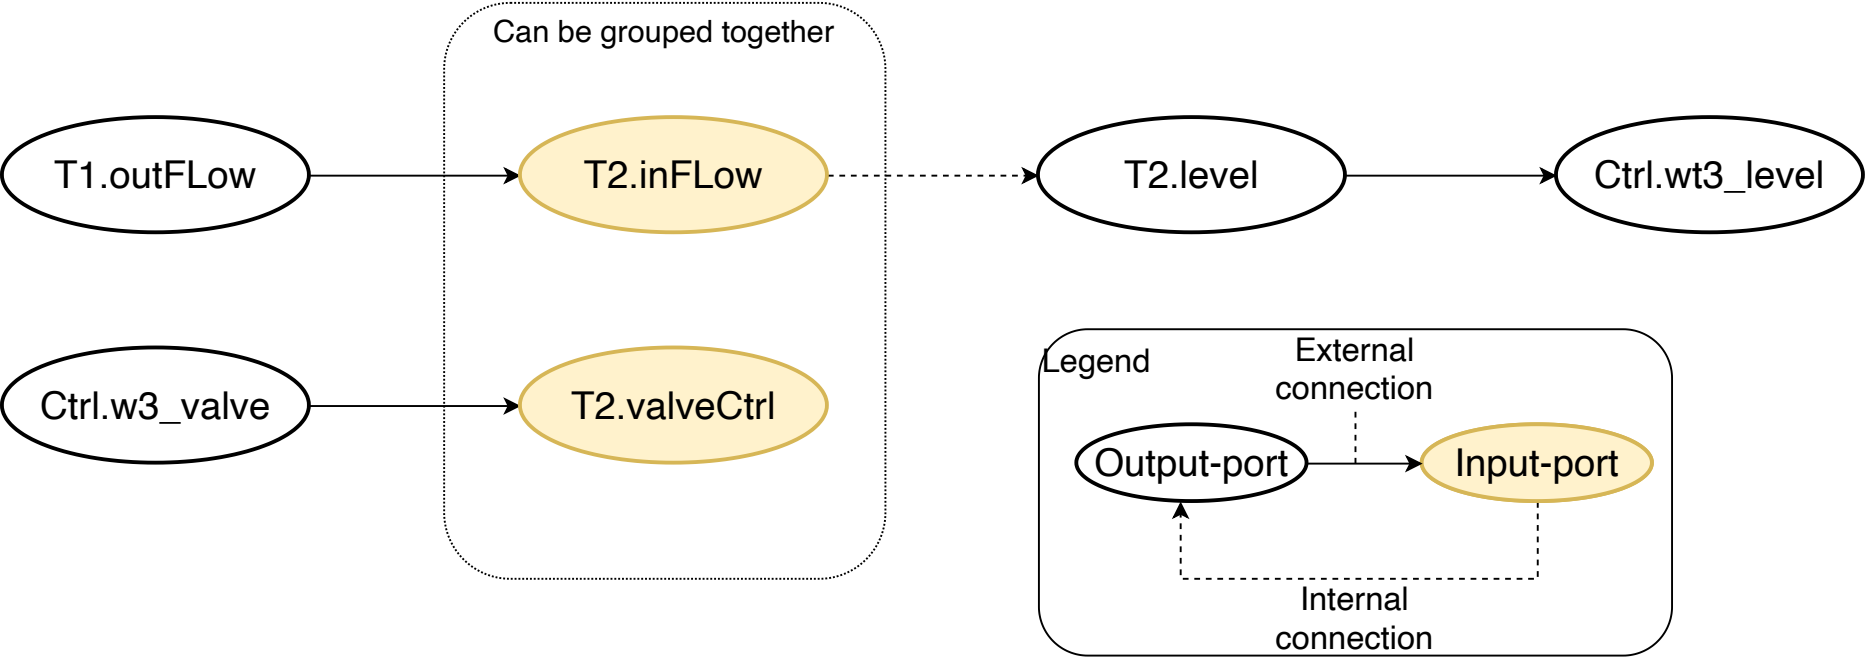 Can be grouped together
T1.outFLow
T2.inFLow
T2.level
Ctrl.wt3_level
Ctrl.w3_valve
T2.valveCtrl
Legend
External
connection
Output-port
Input-port
Internal
connection